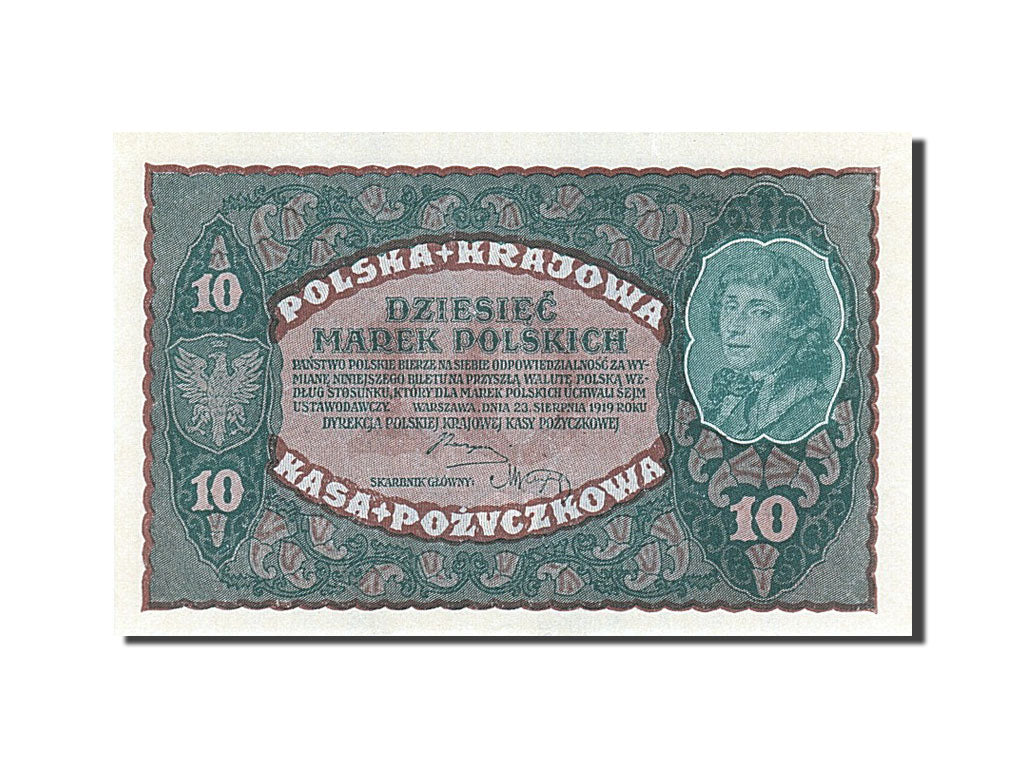 POLSKA+KRAJOWA
10
DZIESIĘĆ
MAREK POLSKICH
PAŃSTWO POLSKIE BIERZE NA SIEBIE ODPOWIEDZIALNOŚĆ ZA WY-
MIANĘ NINIEJSZEGO BILETU NA PRZYSZŁĄ WALUTĘ POLSKĄ WE-
DŁUG STOSUNKU, KTÓRY DLA MAREK POLSKICH UCHWALI SEJM
USTAWODAWCZY. WARSZAWA, DNIA 23. SIERPNIA 1919 ROKU
DYREKCJA POLSKIEJ KRAJOWEJ KASY POŻYCZKOWEJ
SKARBNIK GŁÓWNY:
10
KASA+POŻYCZKOWA
10